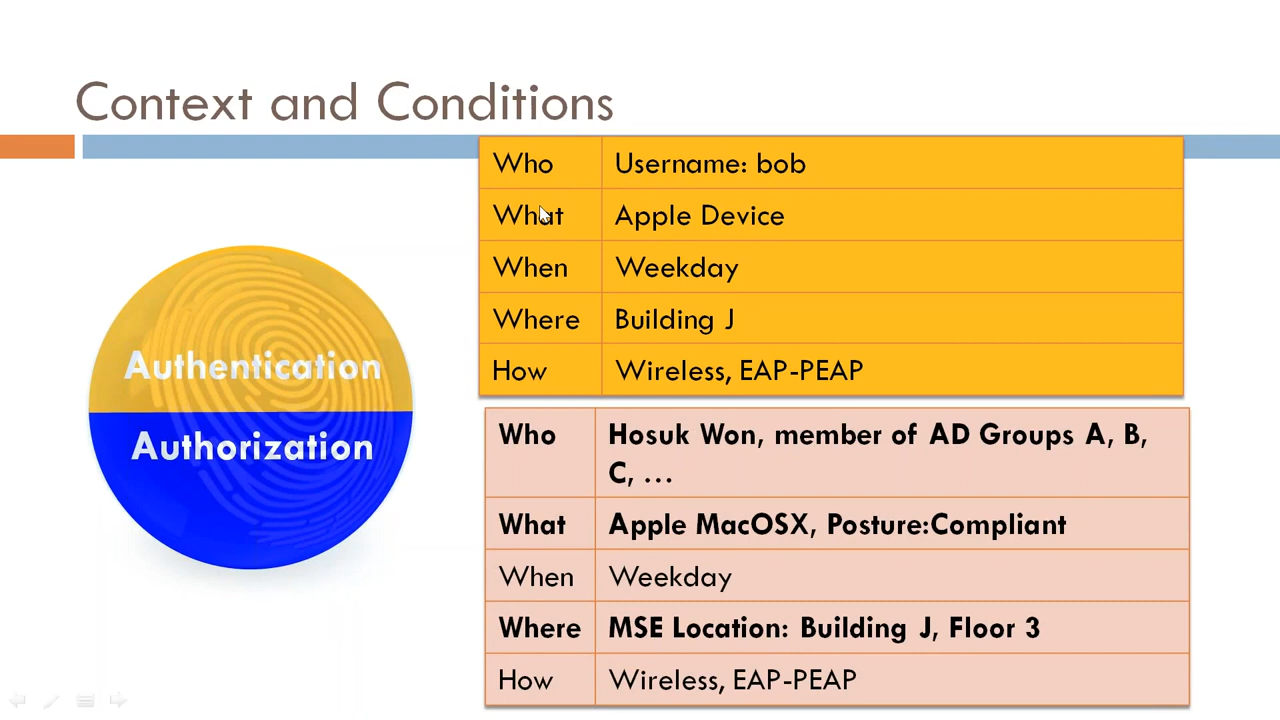 Context and Conditions
Who Username: bob
What Apple Device
When Weekday
Where Building J
How Wireless, EAP-PEAP
Authentication
Authorization
Who Hosuk Won, member of AD Groups A, B,
C, …
What Apple MacOSX, Posture:Compliant
When Weekday
Where MSE Location: Building J, Floor 3
How Wireless, EAP-PEAP